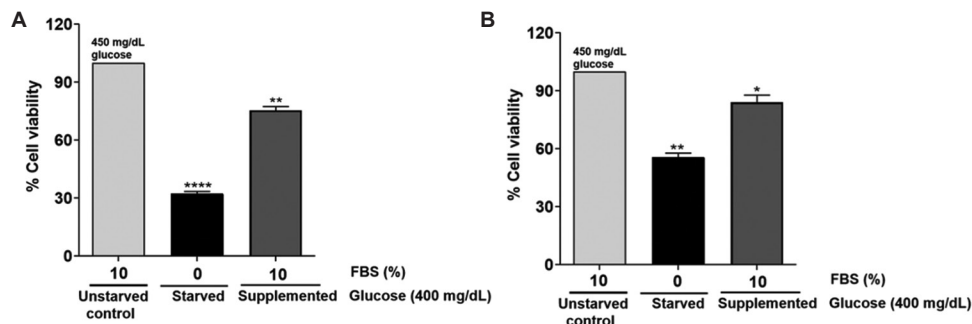 A
120
90
60
30
0
% Cell viability
450 mg/dL
glucose
****
**
10 0 10 FBS (%)
Unstarved Starved Supplemented Glucose (400 mg/dL)
control
B
120
90
60
30
0
% Cell viability
450 mg/dL
glucose
**
*
10 0 10 FBS (%)
Unstarved Starved Supplemented Glucose (400 mg/dL)
control